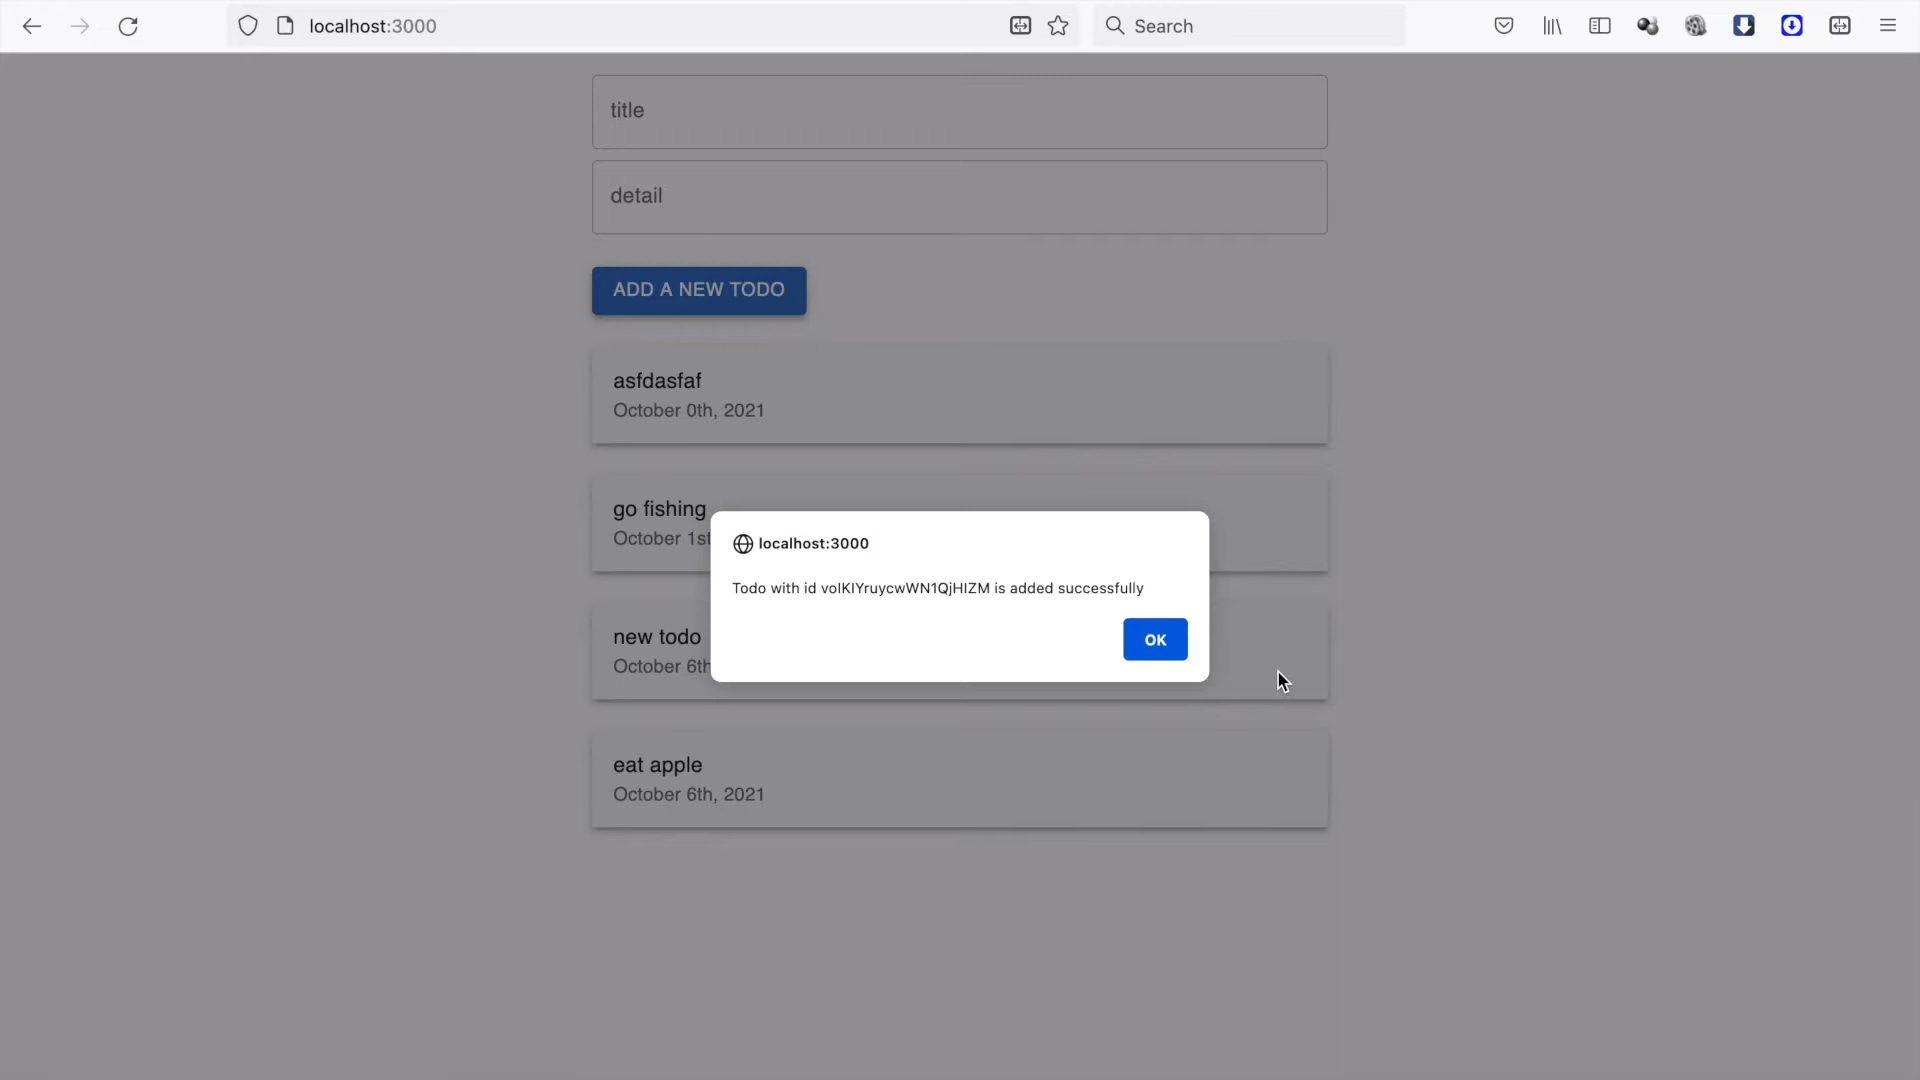 localhost:3000
Search
title
detail
ADD A NEW TODO
asfdasfaf
October 0th, 2021
go fishing
October 1st
localhost:3000
Todo with id voIKIYruycwWN1QjHIZM is added successfully
OK
new todo
October 6th
eat apple
October 6th, 2021